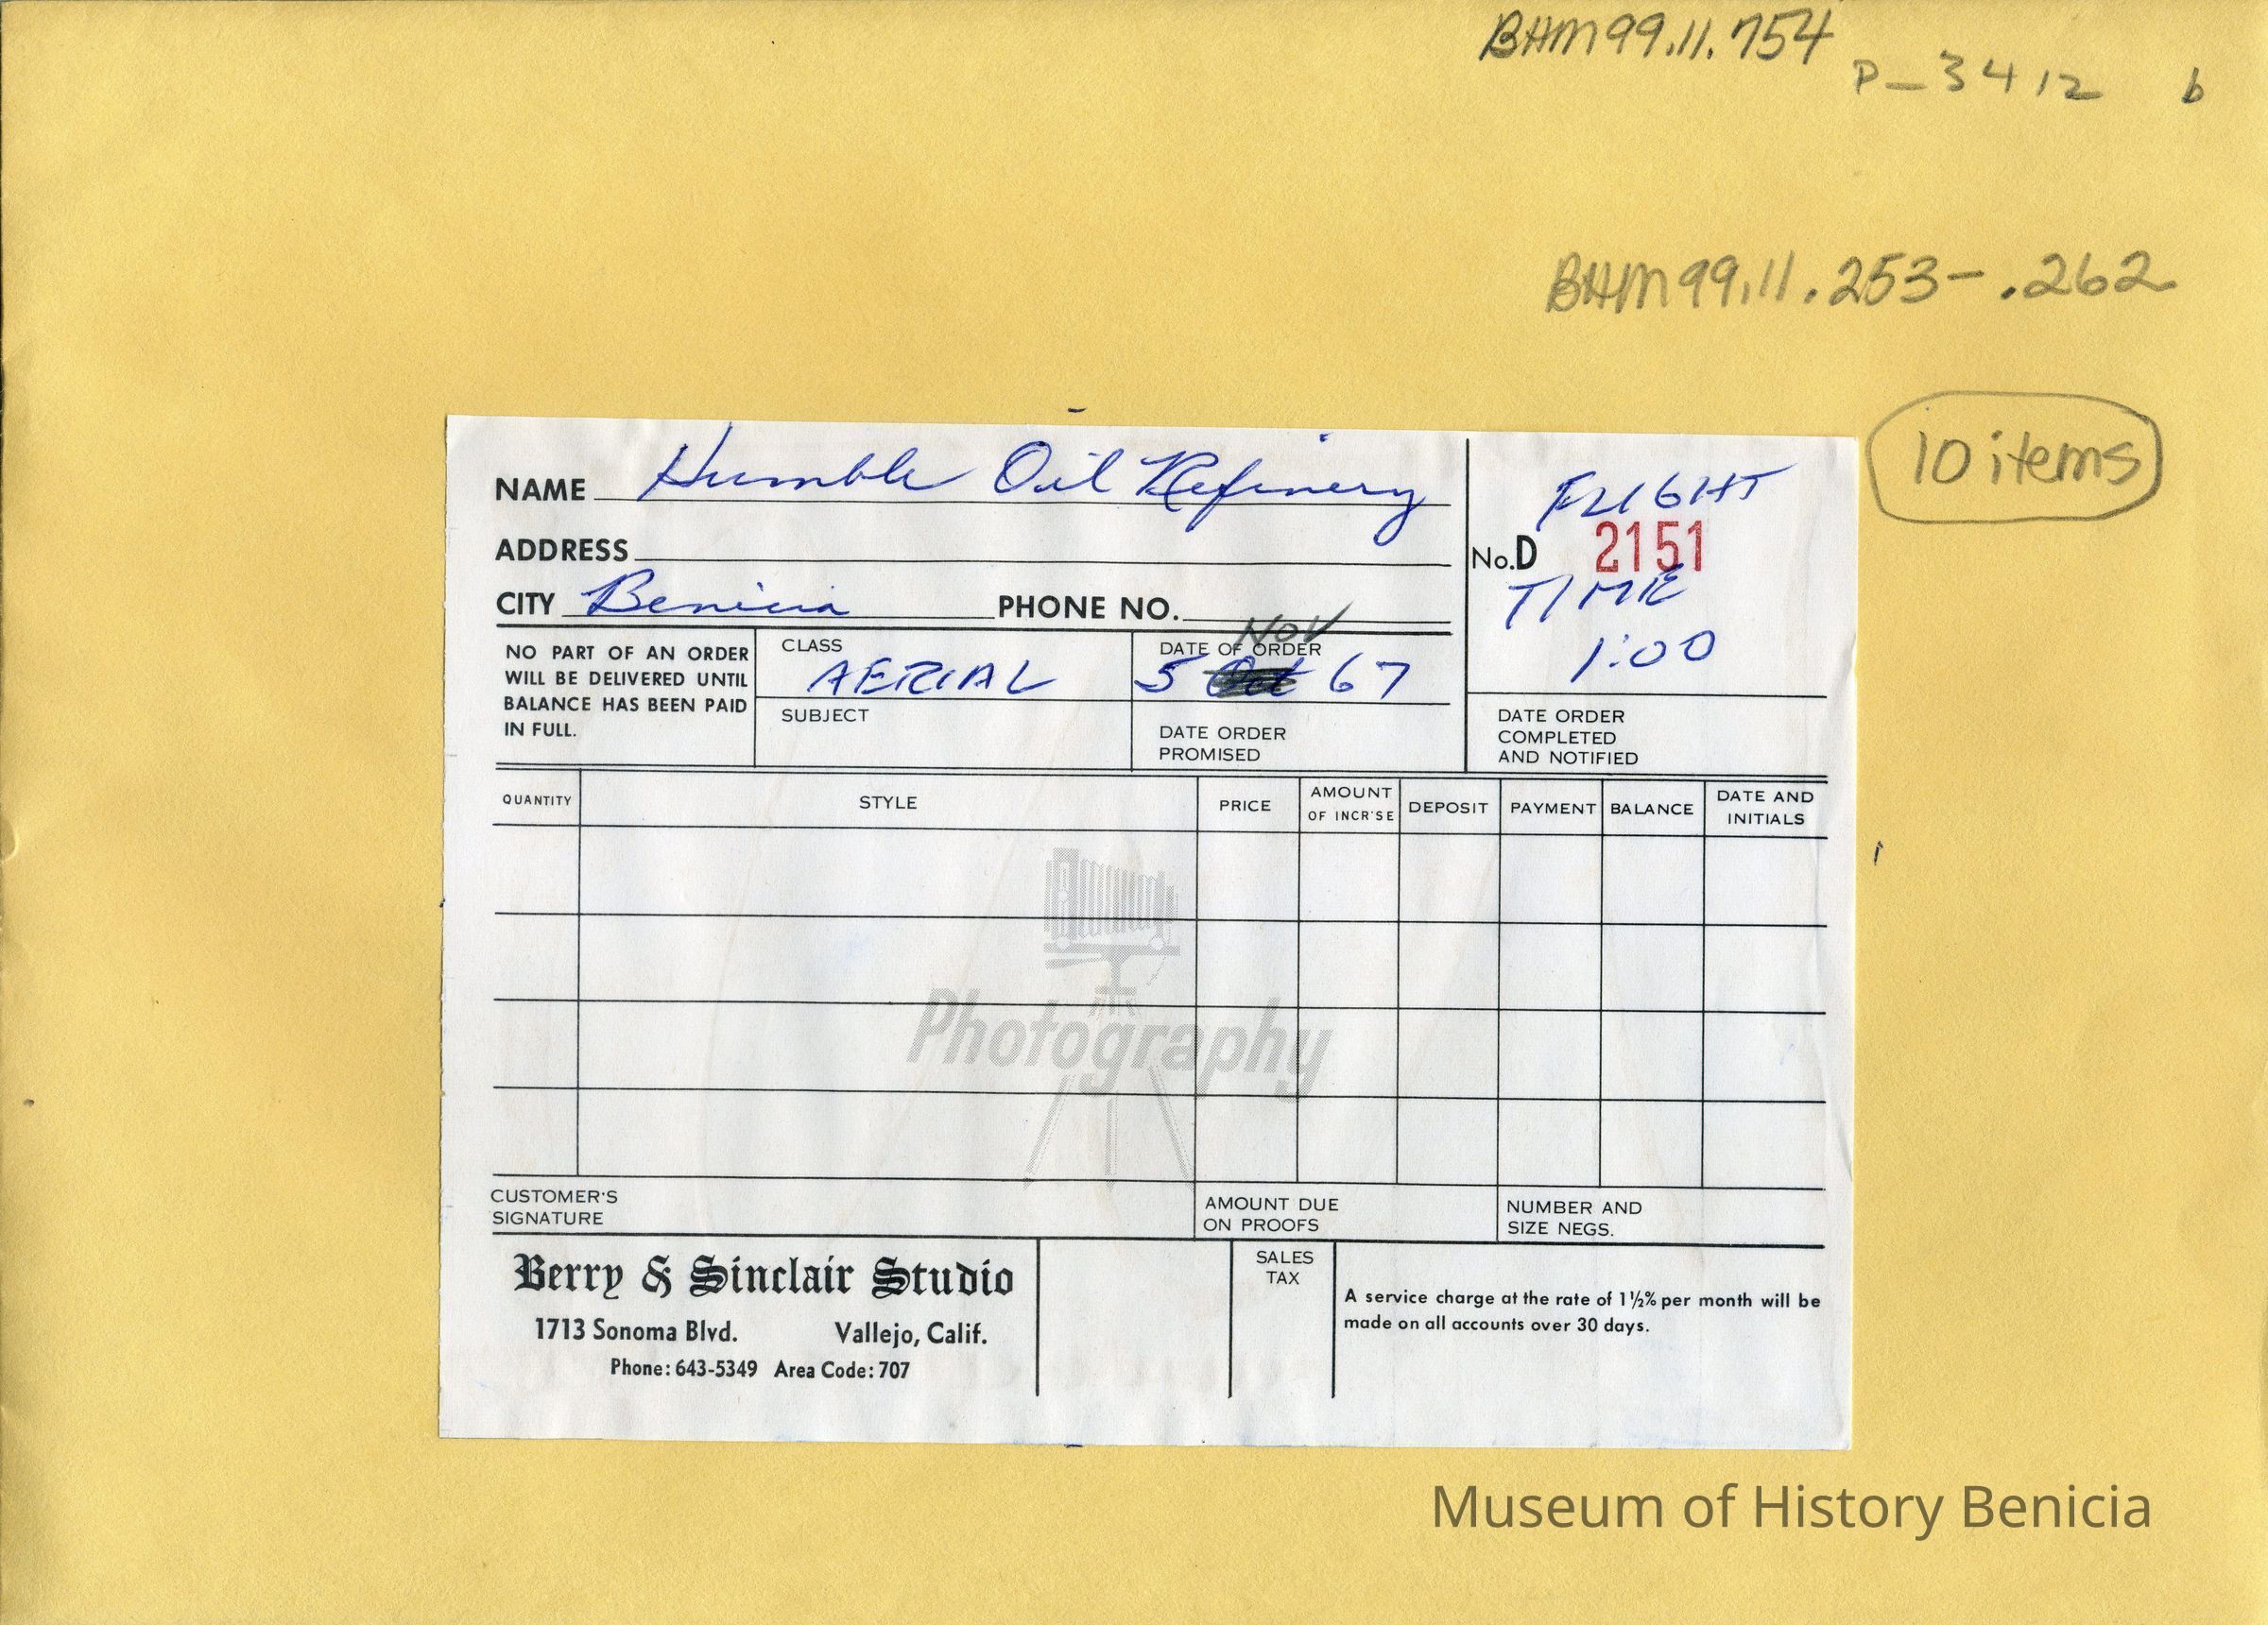 BHM99.11.754
P-3412 b
BHM99.11.253-.262
10 items
NAME Humble Oil Refinery
FLIGHT
ADDRESS
No.D 2151
TIME
CITY Benicia PHONE NO.
1:00
NOV
NO PART OF AN ORDER
WILL BE DELIVERED UNTIL
BALANCE HAS BEEN PAID
IN FULL.
CLASS
AERIAL
SUBJECT
DATE OF ORDER
5 Oct 67
DATE ORDER
PROMISED
DATE ORDER
COMPLETED
AND NOTIFIED
QUANTITY STYLE PRICE AMOUNT OF INCR'SE DEPOSIT PAYMENT BALANCE DATE AND INITIALS
Photography
CUSTOMER'S
SIGNATURE
AMOUNT DUE
ON PROOFS
NUMBER AND
SIZE NEGS.
Berry & Sinclair Studio
1713 Sonoma Blvd. Vallejo, Calif.
Phone: 643-5349 Area Code: 707
SALES
TAX
A service charge at the rate of 1½% per month will be
made on all accounts over 30 days.
Museum of History Benicia